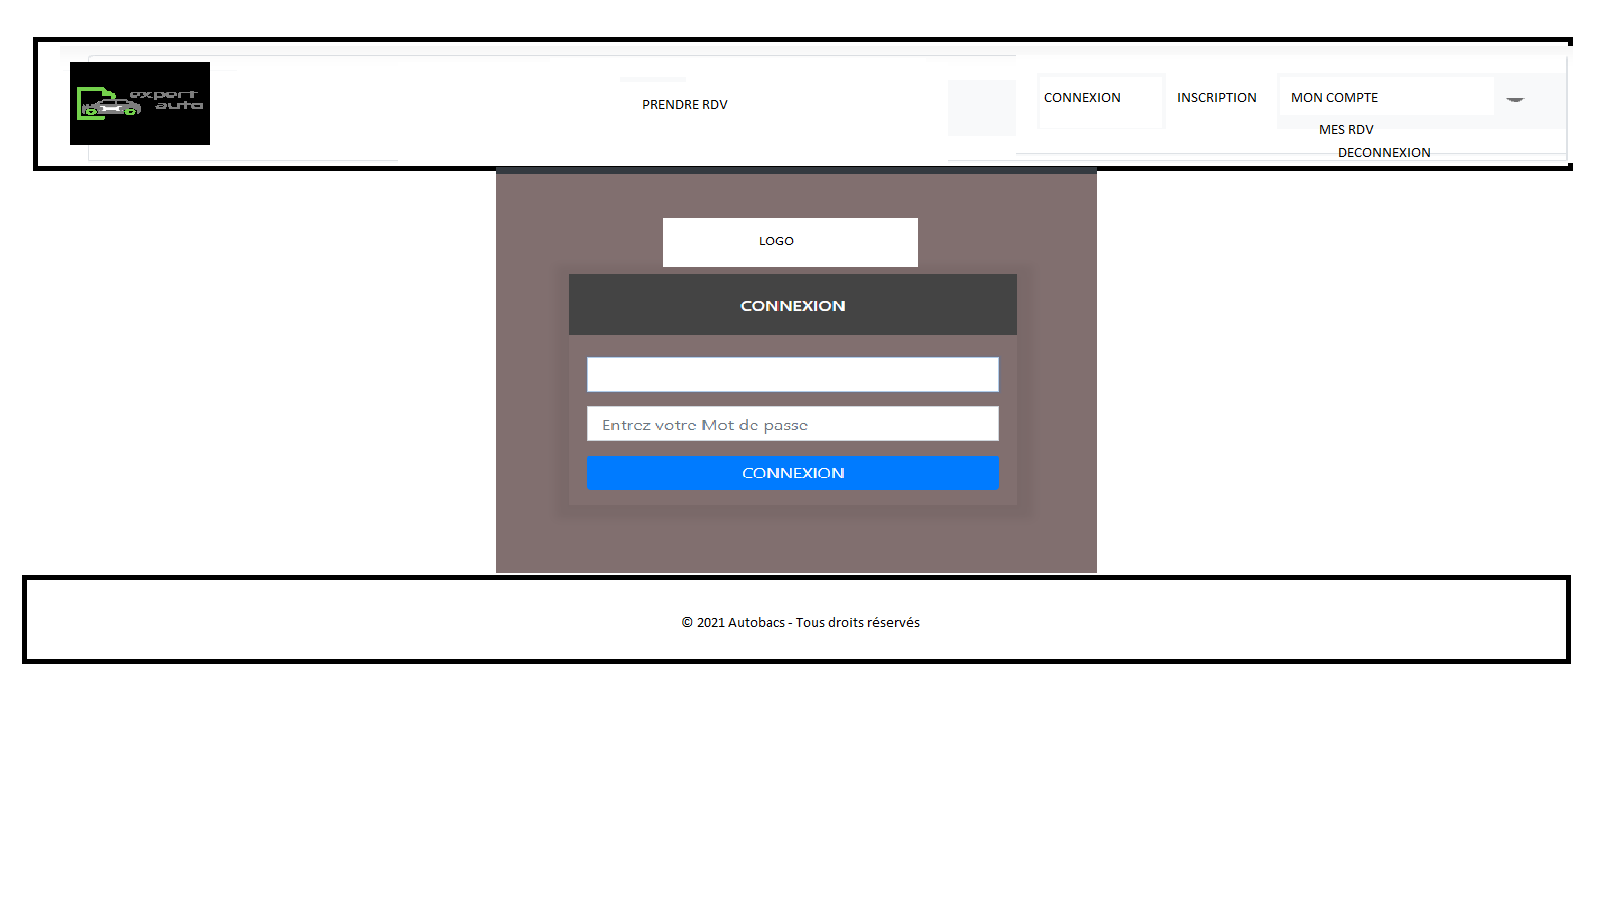 expert
auto
PRENDRE RDV
CONNEXION
INSCRIPTION
MON COMPTE
MES RDV
DECONNEXION
LOGO
CONNEXION
Entrez votre Mot de passe
CONNEXION
© 2021 Autobacs - Tous droits réservés